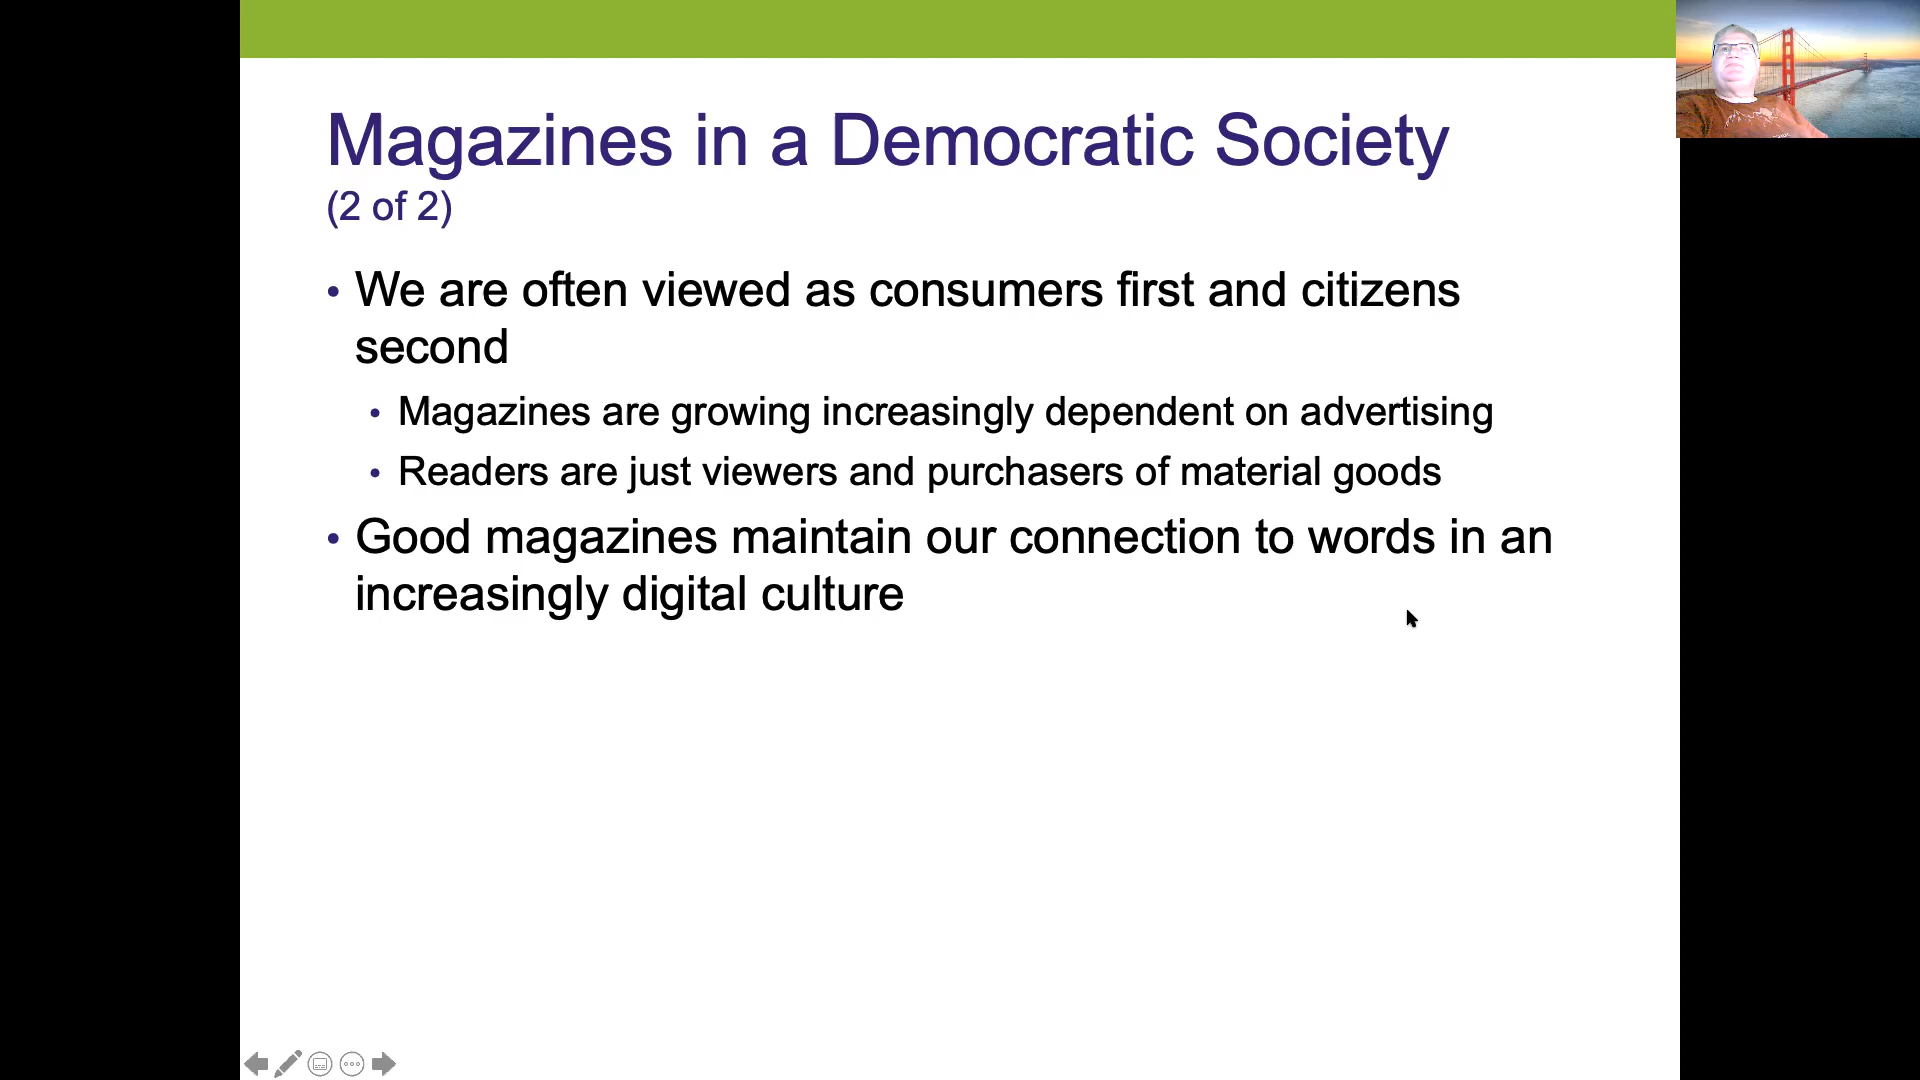 Magazines in a Democratic Society
(2 of 2)
• We are often viewed as consumers first and citizens
second
• Magazines are growing increasingly dependent on advertising
• Readers are just viewers and purchasers of material goods
• Good magazines maintain our connection to words in an
increasingly digital culture